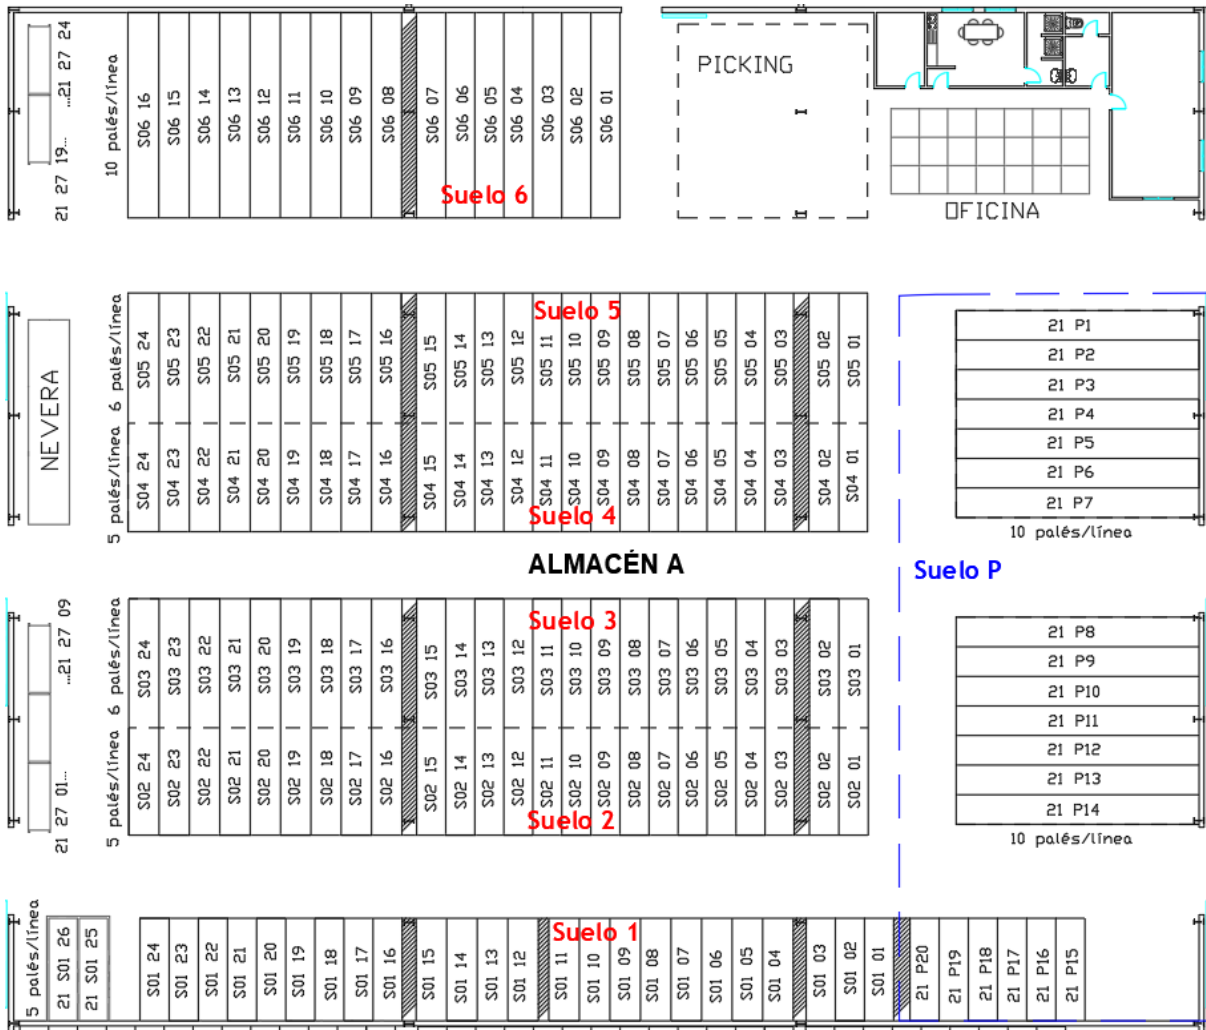 21 27 19... ...21 27 24
10 palés/línea
S06 16
S06 15
S06 14
S06 13
S06 12
S06 11
S06 10
S06 09
S06 08
S06 07
S06 06
S06 05
S06 04
S06 03
S06 02
S06 01
Suelo 6
PICKING
OFICINA
NEVERA
6 palés/línea
S05 24
S05 23
S05 22
S05 21
S05 20
S05 19
S05 18
S05 17
S05 16
S05 15
S05 14
S05 13
S05 12
S05 11
S05 10
S05 09
S05 08
S05 07
S05 06
S05 05
S05 04
S05 03
S05 02
S05 01
Suelo 5
5 palés/línea
S04 24
S04 23
S04 22
S04 21
S04 20
S04 19
S04 18
S04 17
S04 16
S04 15
S04 14
S04 13
S04 12
S04 11
S04 10
S04 09
S04 08
S04 07
S04 06
S04 05
S04 04
S04 03
S04 02
S04 01
Suelo 4
21 P1
21 P2
21 P3
21 P4
21 P5
21 P6
21 P7
10 palés/línea
ALMACÉN A
Suelo P
21 27 01... ...21 27 09
6 palés/línea
S03 24
S03 23
S03 22
S03 21
S03 20
S03 19
S03 18
S03 17
S03 16
S03 15
S03 14
S03 13
S03 12
S03 11
S03 10
S03 09
S03 08
S03 07
S03 06
S03 05
S03 04
S03 03
S03 02
S03 01
Suelo 3
5 palés/línea
S02 24
S02 23
S02 22
S02 21
S02 20
S02 19
S02 18
S02 17
S02 16
S02 15
S02 14
S02 13
S02 12
S02 11
S02 10
S02 09
S02 08
S02 07
S02 06
S02 05
S02 04
S02 03
S02 02
S02 01
Suelo 2
21 P8
21 P9
21 P10
21 P11
21 P12
21 P13
21 P14
10 palés/línea
5 palés/línea
21 S01 26
21 S01 25
S01 24
S01 23
S01 22
S01 21
S01 20
S01 19
S01 18
S01 17
S01 16
S01 15
S01 14
S01 13
S01 12
S01 11
S01 10
S01 09
S01 08
S01 07
S01 06
S01 05
S01 04
S01 03
S01 02
S01 01
Suelo 1
21 P20
21 P19
21 P18
21 P17
21 P16
21 P15